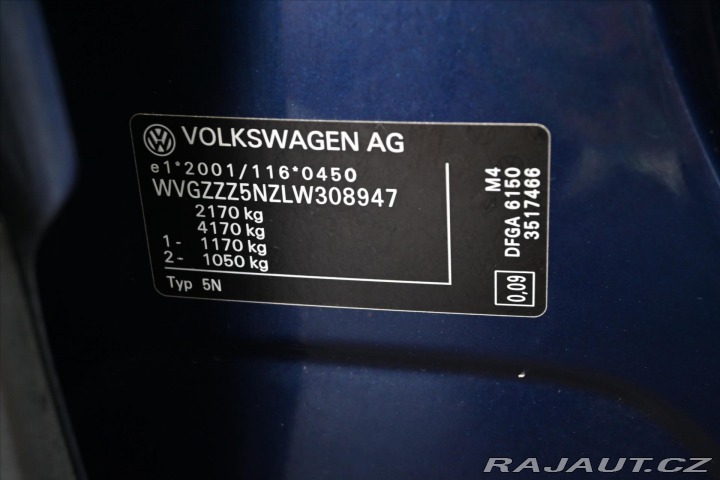 VOLKSWAGEN AG
e1*2001/116*0450
WVGZZZ5NZLW308947
2170 kg
4170 kg
1- 1170 kg
2- 1050 kg
Typ 5N
M4
DFGA 6150
3517466
0,09
RAJAUT.CZ